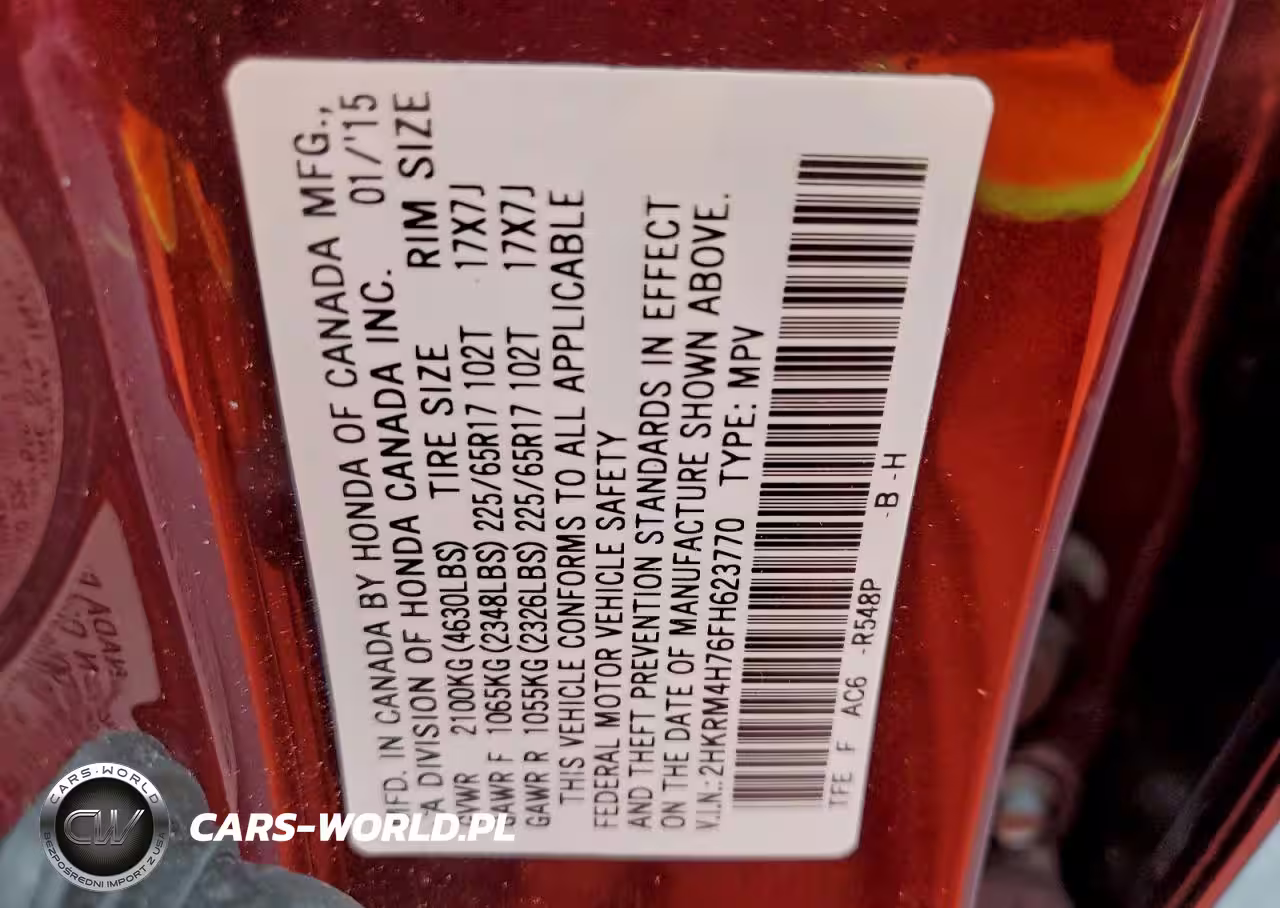 MFD. IN CANADA BY HONDA OF CANADA MFG.,
A DIVISION OF HONDA CANADA INC. 01/'15
GVWR 2100KG(4630LBS) TIRE SIZE RIM SIZE
GAWR F 1065KG(2348LBS) 225/65R17 102T 17X7J
GAWR R 1055KG(2326LBS) 225/65R17 102T 17X7J
THIS VEHICLE CONFORMS TO ALL APPLICABLE
FEDERAL MOTOR VEHICLE SAFETY
AND THEFT PREVENTION STANDARDS IN EFFECT
ON THE DATE OF MANUFACTURE SHOWN ABOVE.
V.I.N.:2HKRM4H76FH623770 TYPE: MPV
TFE F AC6 -R548P -B -H
CARS-WORLD
CW
BEZPOŚREDNI IMPORT Z USA
CARS-WORLD.PL